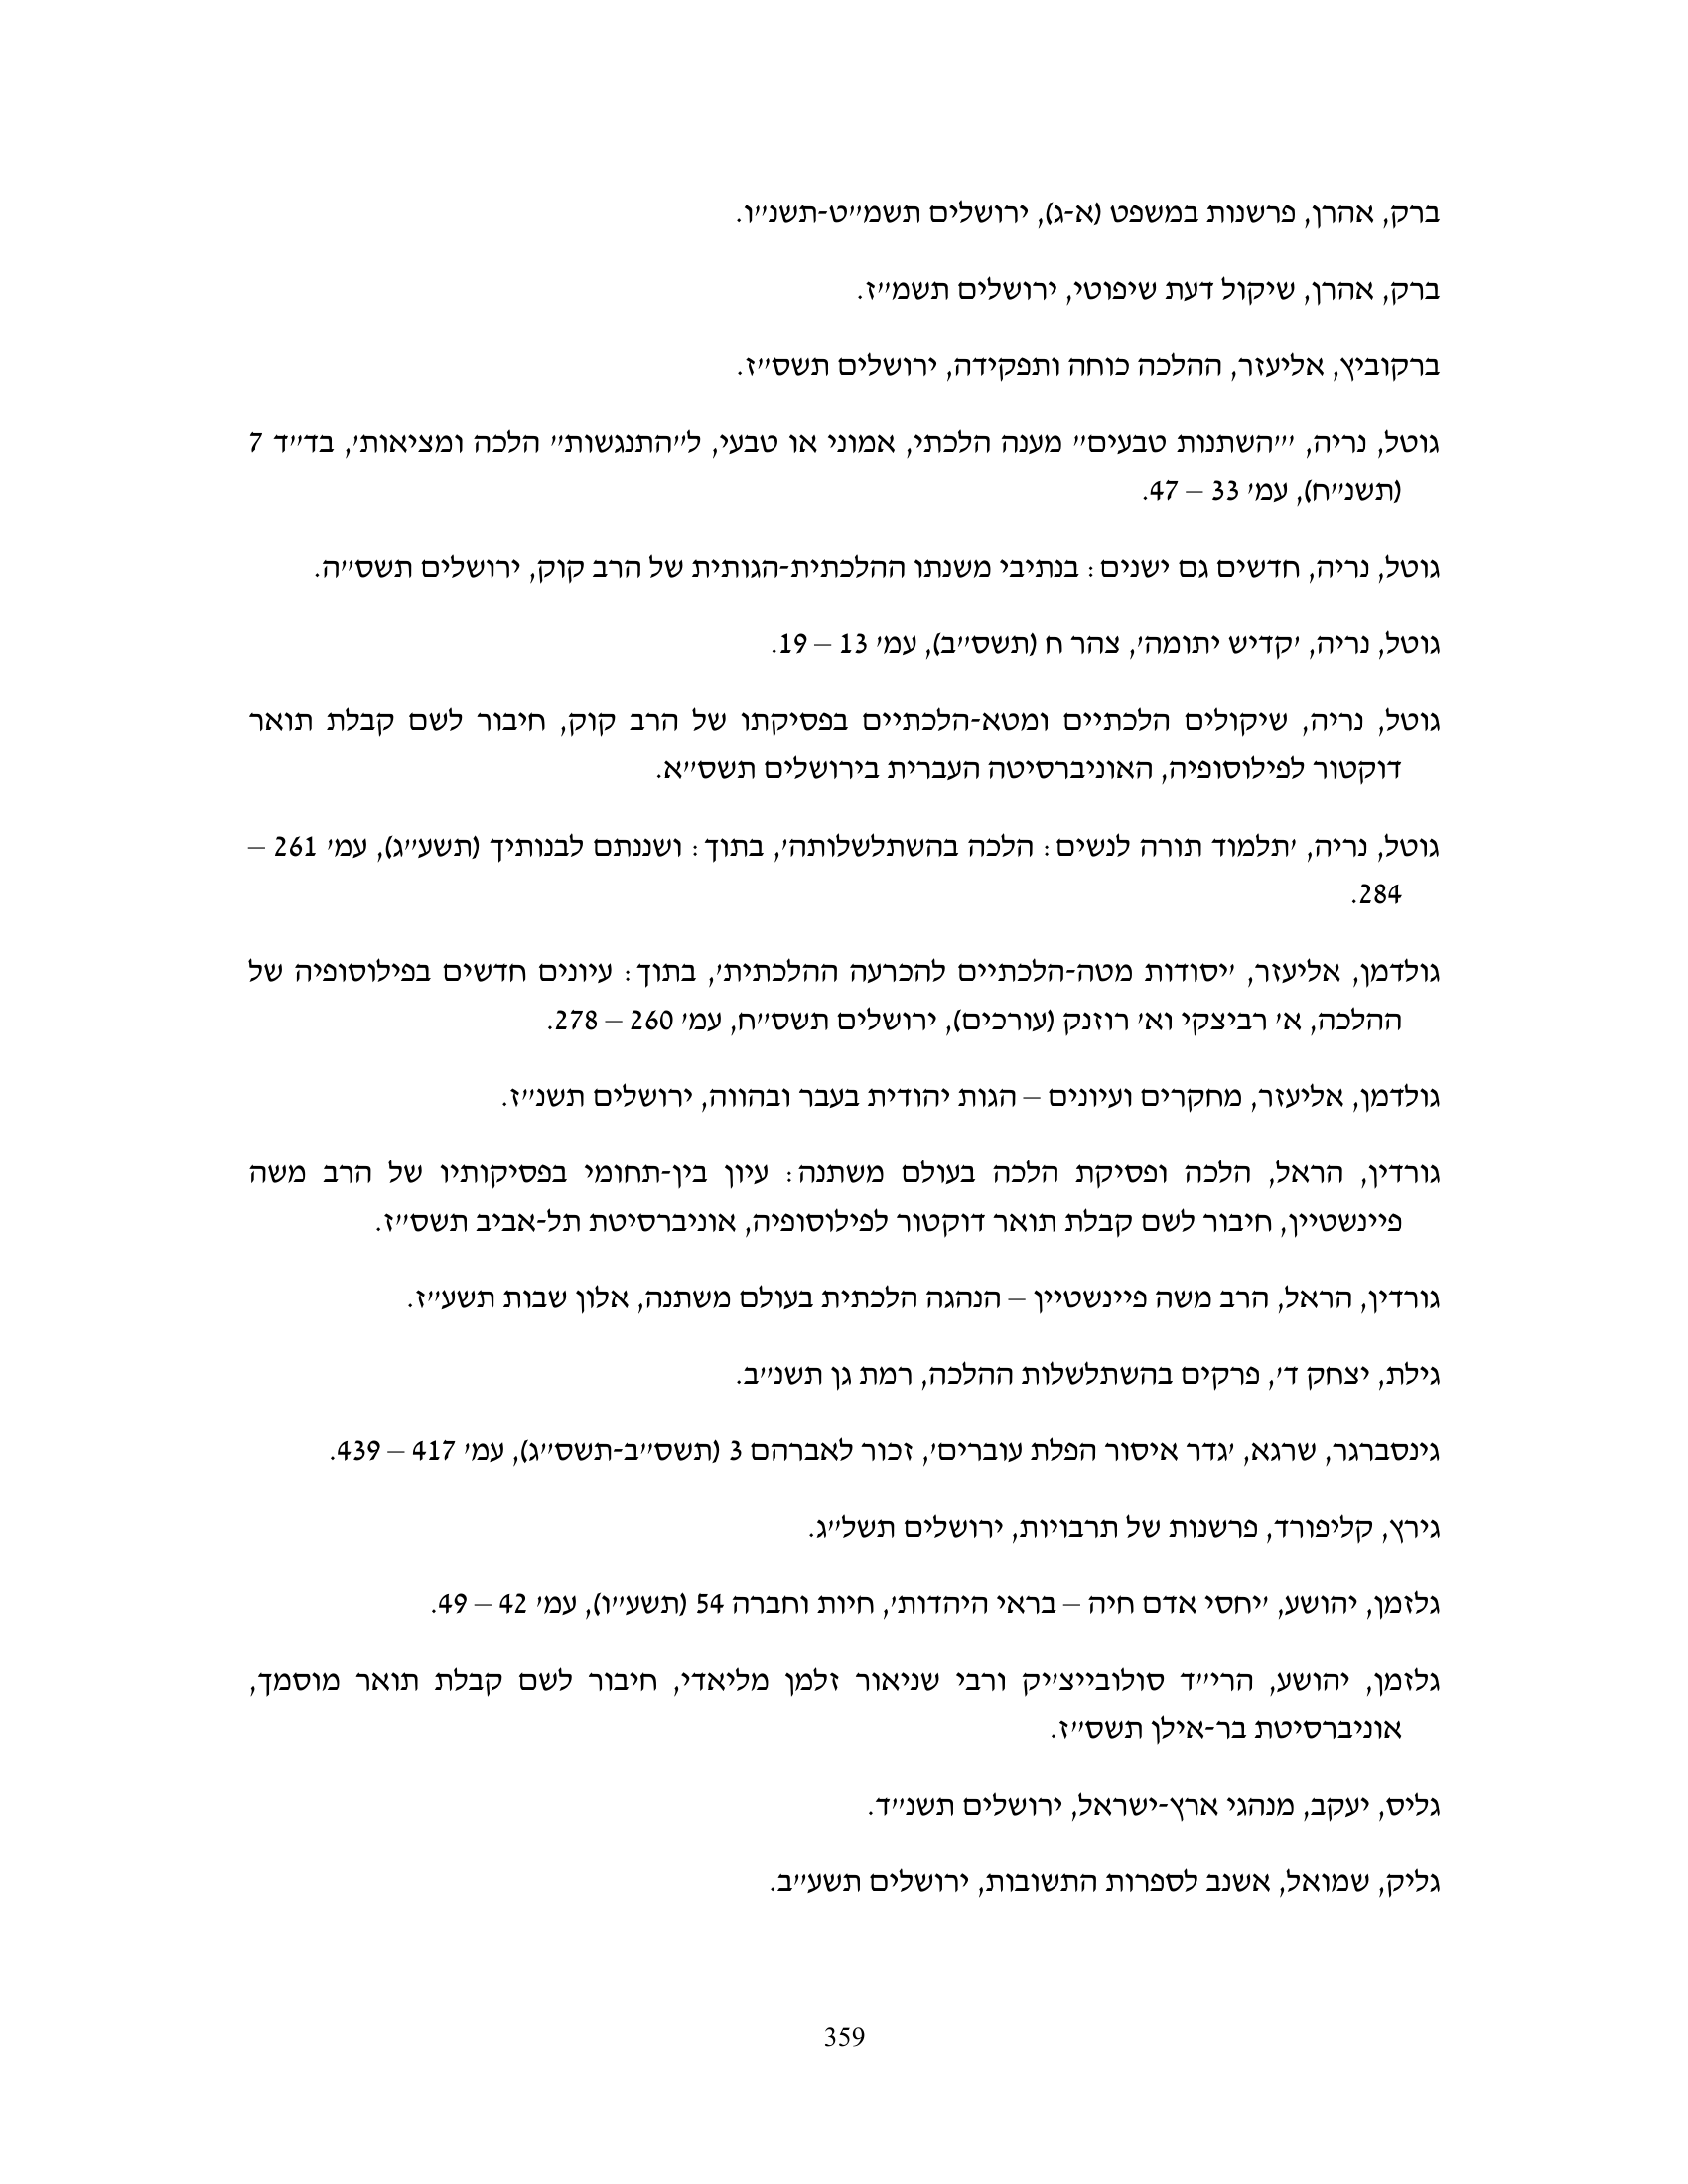 ברק, אהרן, פרשנות במשפט (א-ג), ירושלים תשמ"ט-תשנ"ו.
ברק, אהרן, שיקול דעת שיפוטי, ירושלים תשמ"ז.
ברקוביץ, אליעזר, ההלכה כוחה ותפקידה, ירושלים תשס"ז.
גוטל, נריה, '"השתנות טבעים" מענה הלכתי, אמוני או טבעי, ל"התנגשות" הלכה ומציאות', בד"ד 7
(תשנ"ח), עמ' 33 – 47.
גוטל, נריה, חדשים גם ישנים: בנתיבי משנתו ההלכתית-הגותית של הרב קוק, ירושלים תשס"ה.
גוטל, נריה, 'קדיש יתומה', צהר ח (תשס"ב), עמ' 13 – 19.
גוטל, נריה, שיקולים הלכתיים ומטא-הלכתיים בפסיקתו של הרב קוק, חיבור לשם קבלת תואר
דוקטור לפילוסופיה, האוניברסיטה העברית בירושלים תשס"א.
גוטל, נריה, 'תלמוד תורה לנשים: הלכה בהשתלשלותה', בתוך: ושננתם לבנותיך (תשע"ג), עמ' 261 –
284.
גולדמן, אליעזר, 'יסודות מטה-הלכתיים להכרעה ההלכתית', בתוך: עיונים חדשים בפילוסופיה של
ההלכה, א' רביצקי וא' רוזנק (עורכים), ירושלים תשס"ח, עמ' 260 – 278.
גולדמן, אליעזר, מחקרים ועיונים – הגות יהודית בעבר ובהווה, ירושלים תשנ"ז.
גורדין, הראל, הלכה ופסיקת הלכה בעולם משתנה: עיון בין-תחומי בפסיקותיו של הרב משה
פיינשטיין, חיבור לשם קבלת תואר דוקטור לפילוסופיה, אוניברסיטת תל-אביב תשס"ז.
גורדין, הראל, הרב משה פיינשטיין – הנהגה הלכתית בעולם משתנה, אלון שבות תשע"ז.
גילת, יצחק ד', פרקים בהשתלשלות ההלכה, רמת גן תשנ"ב.
גינסברגר, שרגא, 'גדר איסור הפלת עוברים', זכור לאברהם 3 (תשס"ב-תשס"ג), עמ' 417 – 439.
גירץ, קליפורד, פרשנות של תרבויות, ירושלים תשל"ג.
גלזמן, יהושע, 'יחסי אדם חיה – בראי היהדות', חיות וחברה 54 (תשע"ו), עמ' 42 – 49.
גלזמן, יהושע, הרי"ד סולובייצ'יק ורבי שניאור זלמן מליאדי, חיבור לשם קבלת תואר מוסמך,
אוניברסיטת בר-אילן תשס"ז.
גליס, יעקב, מנהגי ארץ-ישראל, ירושלים תשנ"ד.
גליק, שמואל, אשנב לספרות התשובות, ירושלים תשע"ב.
359